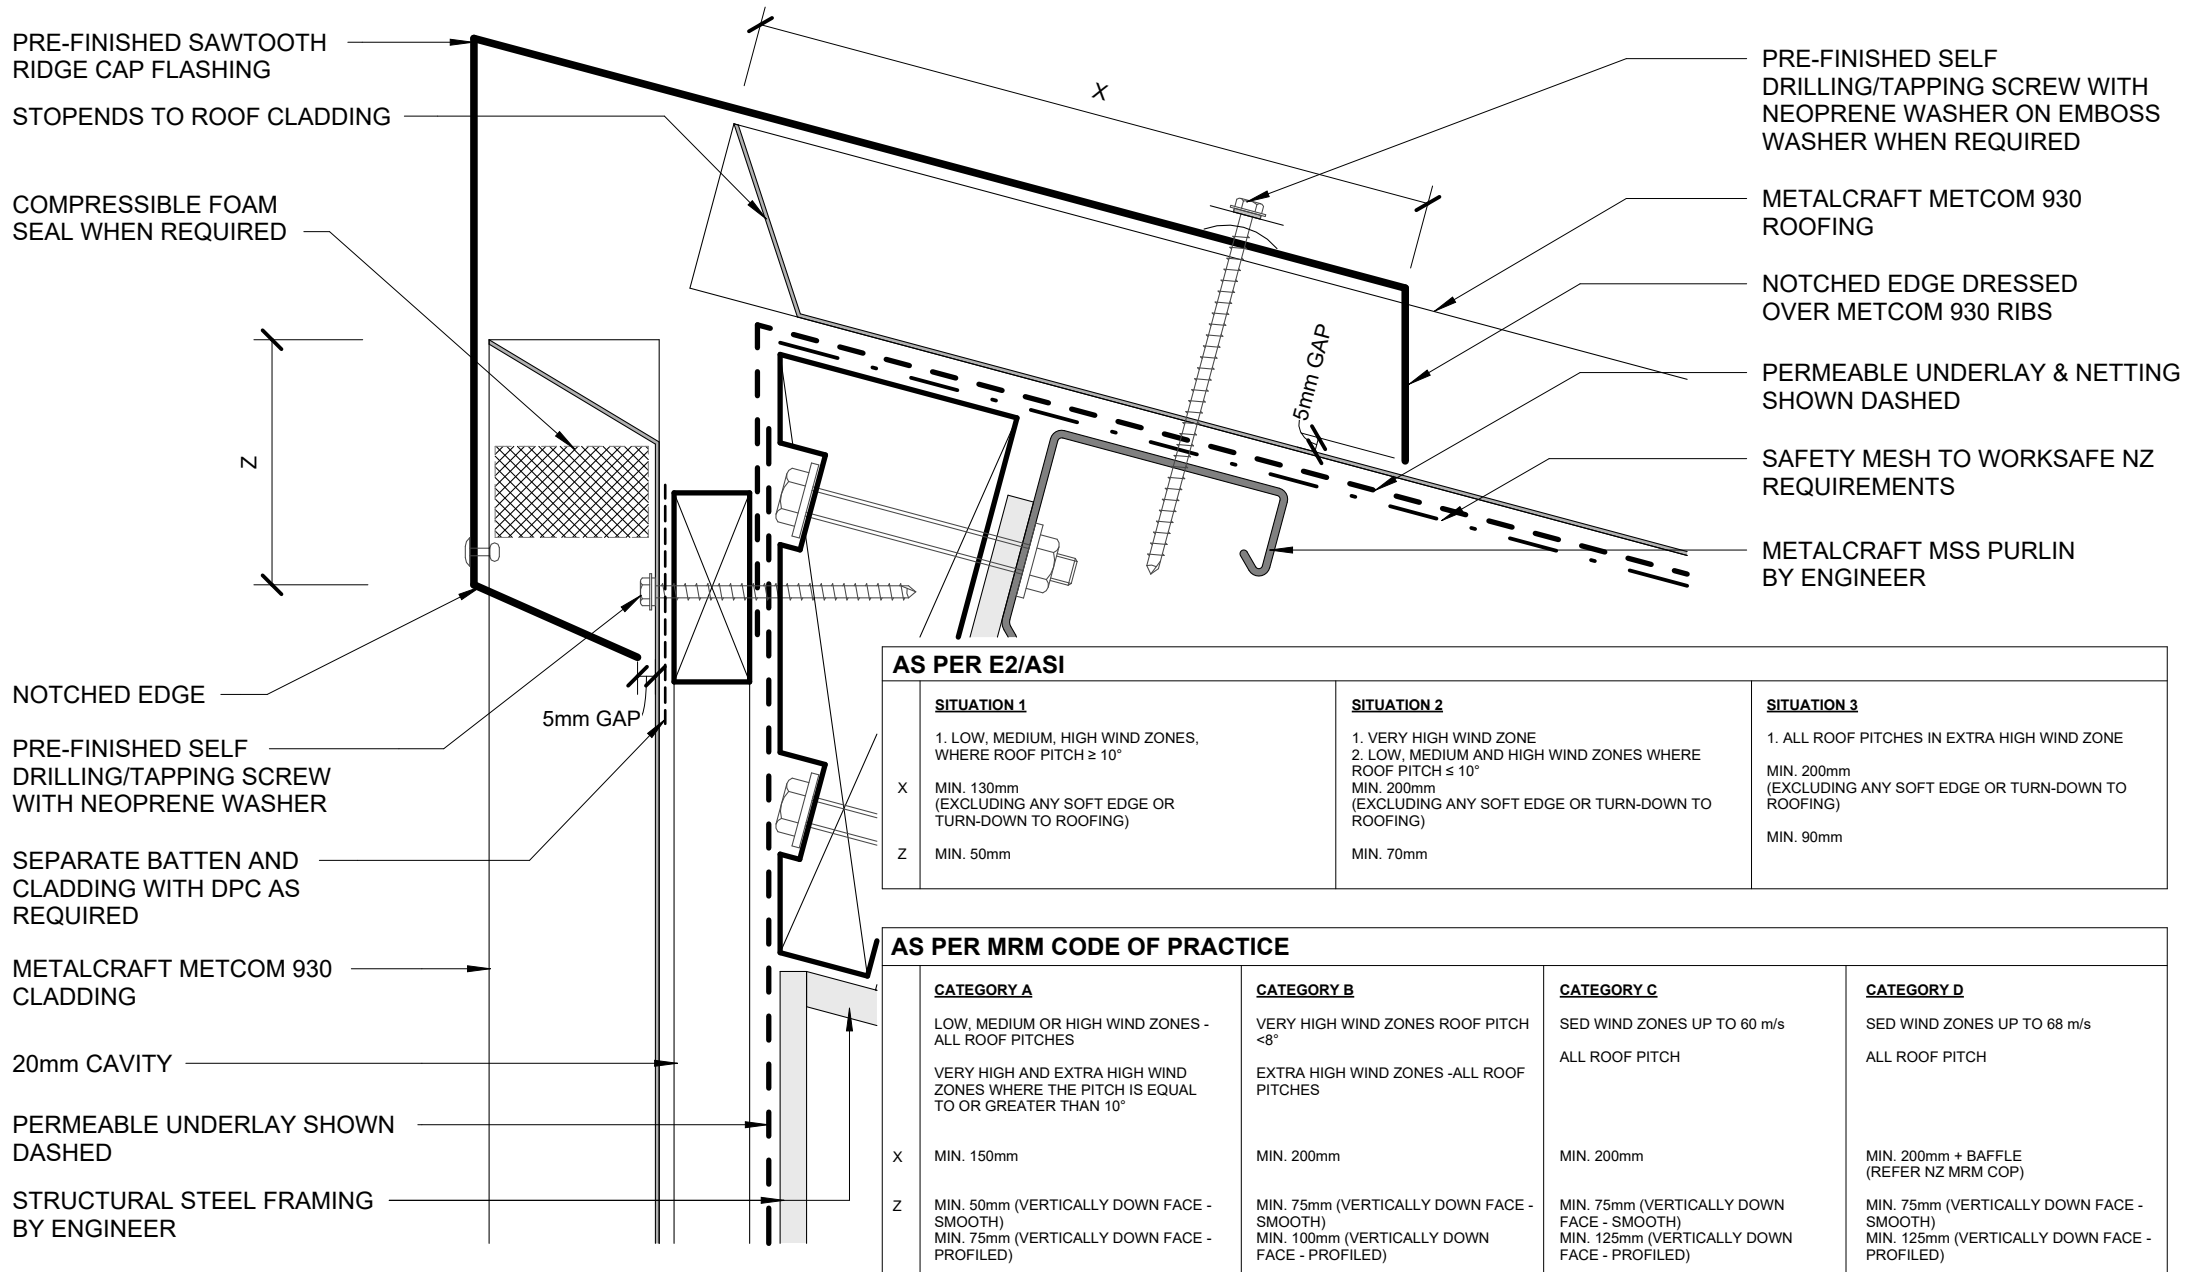 PRE-FINISHED SAWTOOTH
RIDGE CAP FLASHING
STOPENDS TO ROOF CLADDING
COMPRESSIBLE FOAM
SEAL WHEN REQUIRED
Z
NOTCHED EDGE
5mm GAP
PRE-FINISHED SELF
DRILLING/TAPPING SCREW
WITH NEOPRENE WASHER
SEPARATE BATTEN AND
CLADDING WITH DPC AS
REQUIRED
METALCRAFT METCOM 930
CLADDING
20mm CAVITY
PERMEABLE UNDERLAY SHOWN
DASHED
STRUCTURAL STEEL FRAMING
BY ENGINEER
X
5mm GAP
PRE-FINISHED SELF
DRILLING/TAPPING SCREW WITH
NEOPRENE WASHER ON EMBOSS
WASHER WHEN REQUIRED
METALCRAFT METCOM 930
ROOFING
NOTCHED EDGE DRESSED
OVER METCOM 930 RIBS
PERMEABLE UNDERLAY & NETTING
SHOWN DASHED
SAFETY MESH TO WORKSAFE NZ
REQUIREMENTS
METALCRAFT MSS PURLIN
BY ENGINEER
AS PER E2/ASI
SITUATION 1
1. LOW, MEDIUM, HIGH WIND ZONES,
WHERE ROOF PITCH ≥ 10°
X
MIN. 130mm
(EXCLUDING ANY SOFT EDGE OR
TURN-DOWN TO ROOFING)
Z
MIN. 50mm
SITUATION 2
1. VERY HIGH WIND ZONE
2. LOW, MEDIUM AND HIGH WIND ZONES WHERE
ROOF PITCH ≤ 10°
MIN. 200mm
(EXCLUDING ANY SOFT EDGE OR TURN-DOWN TO
ROOFING)
MIN. 70mm
SITUATION 3
1. ALL ROOF PITCHES IN EXTRA HIGH WIND ZONE
MIN. 200mm
(EXCLUDING ANY SOFT EDGE OR TURN-DOWN TO
ROOFING)
MIN. 90mm
AS PER MRM CODE OF PRACTICE
CATEGORY A
LOW, MEDIUM OR HIGH WIND ZONES -
ALL ROOF PITCHES
VERY HIGH AND EXTRA HIGH WIND
ZONES WHERE THE PITCH IS EQUAL
TO OR GREATER THAN 10°
X
MIN. 150mm
Z
MIN. 50mm (VERTICALLY DOWN FACE -
SMOOTH)
MIN. 75mm (VERTICALLY DOWN FACE -
PROFILED)
CATEGORY B
VERY HIGH WIND ZONES ROOF PITCH
<8°
EXTRA HIGH WIND ZONES -ALL ROOF
PITCHES
MIN. 200mm
MIN. 75mm (VERTICALLY DOWN FACE -
SMOOTH)
MIN. 100mm (VERTICALLY DOWN
FACE - PROFILED)
CATEGORY C
SED WIND ZONES UP TO 60 m/s
ALL ROOF PITCH
MIN. 200mm
MIN. 75mm (VERTICALLY DOWN
FACE - SMOOTH)
MIN. 125mm (VERTICALLY DOWN
FACE - PROFILED)
CATEGORY D
SED WIND ZONES UP TO 68 m/s
ALL ROOF PITCH
MIN. 200mm + BAFFLE
(REFER NZ MRM COP)
MIN. 75mm (VERTICALLY DOWN FACE -
SMOOTH)
MIN. 125mm (VERTICALLY DOWN FACE -
PROFILED)